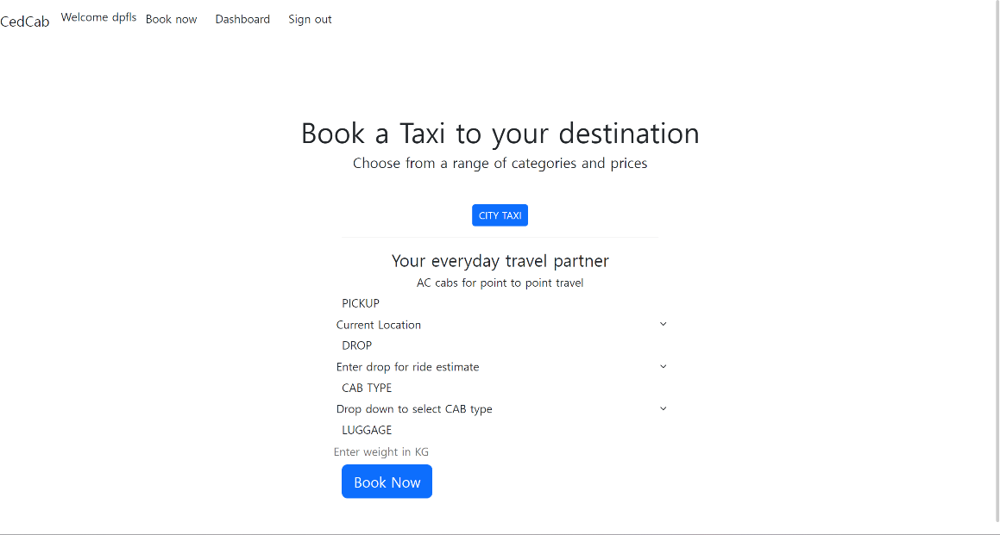 CedCab Welcome dpfls Book now Dashboard Sign out
Book a Taxi to your destination
Choose from a range of categories and prices
CITY TAXI
Your everyday travel partner
AC cabs for point to point travel
PICKUP
Current Location
DROP
Enter drop for ride estimate
CAB TYPE
Drop down to select CAB type
LUGGAGE
Enter weight in KG
Book Now